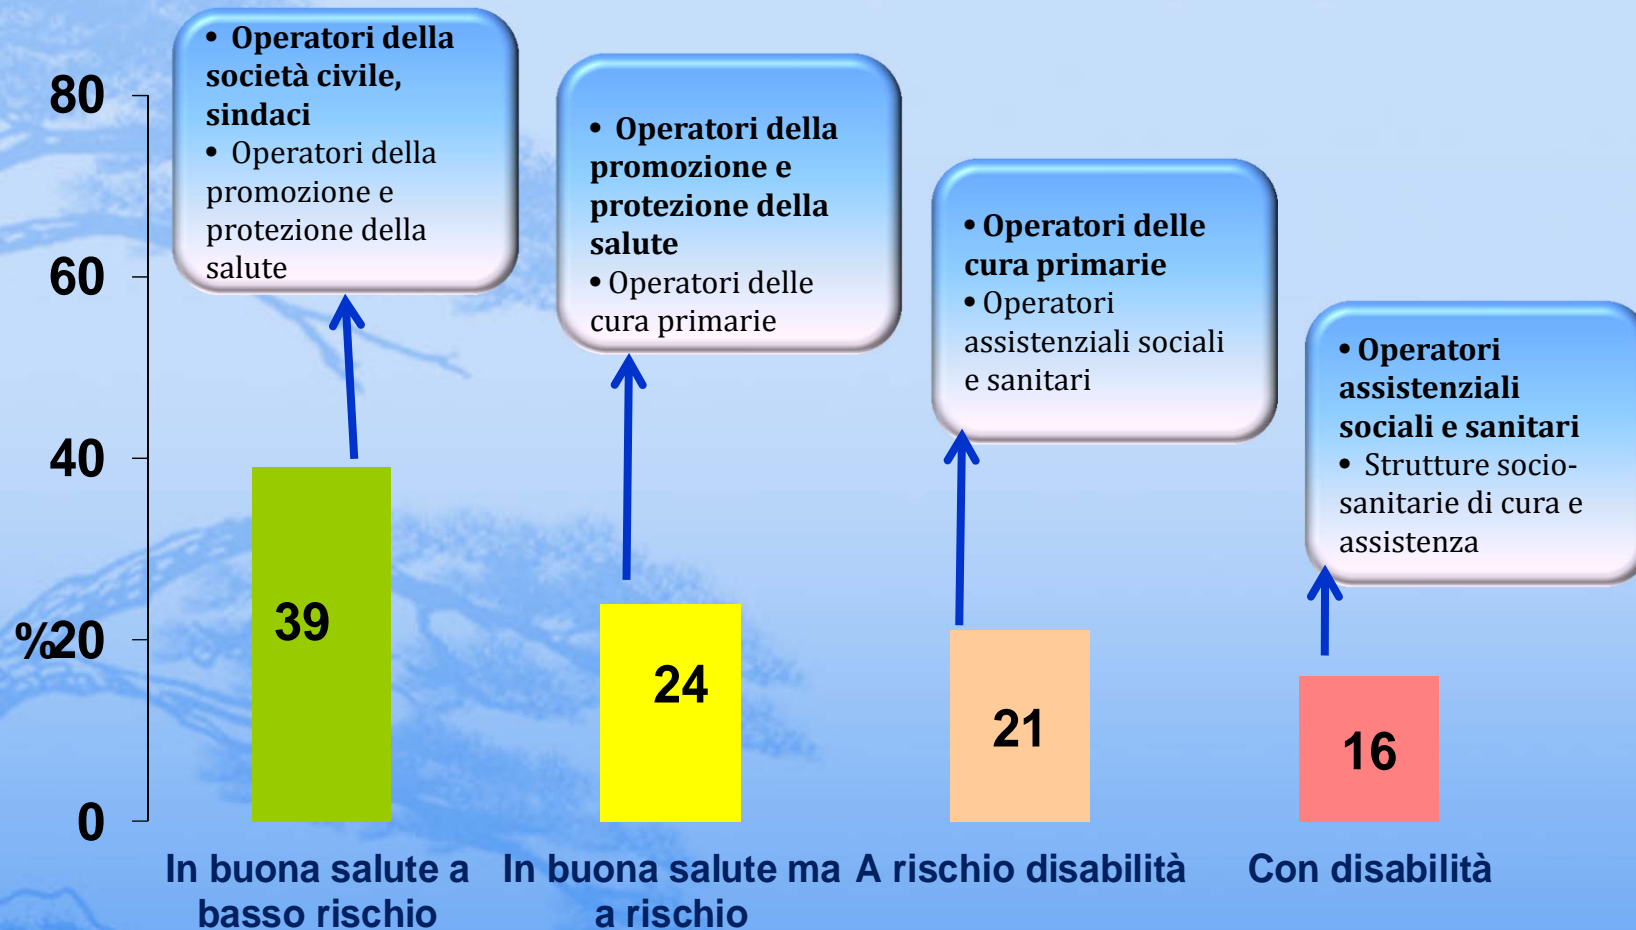 • Operatori della
società civile,
sindaci
• Operatori della
promozione e
protezione della
salute
• Operatori della
promozione e
protezione della
salute
• Operatori delle
cura primarie
• Operatori delle
cura primarie
• Operatori
assistenziali sociali
e sanitari
• Operatori
assistenziali
sociali e sanitari
• Strutture socio-
sanitarie di cura e
assistenza
80
60
40
%20
0
39
24
21
16
In buona salute a
basso rischio
In buona salute ma
a rischio
A rischio disabilità
Con disabilità